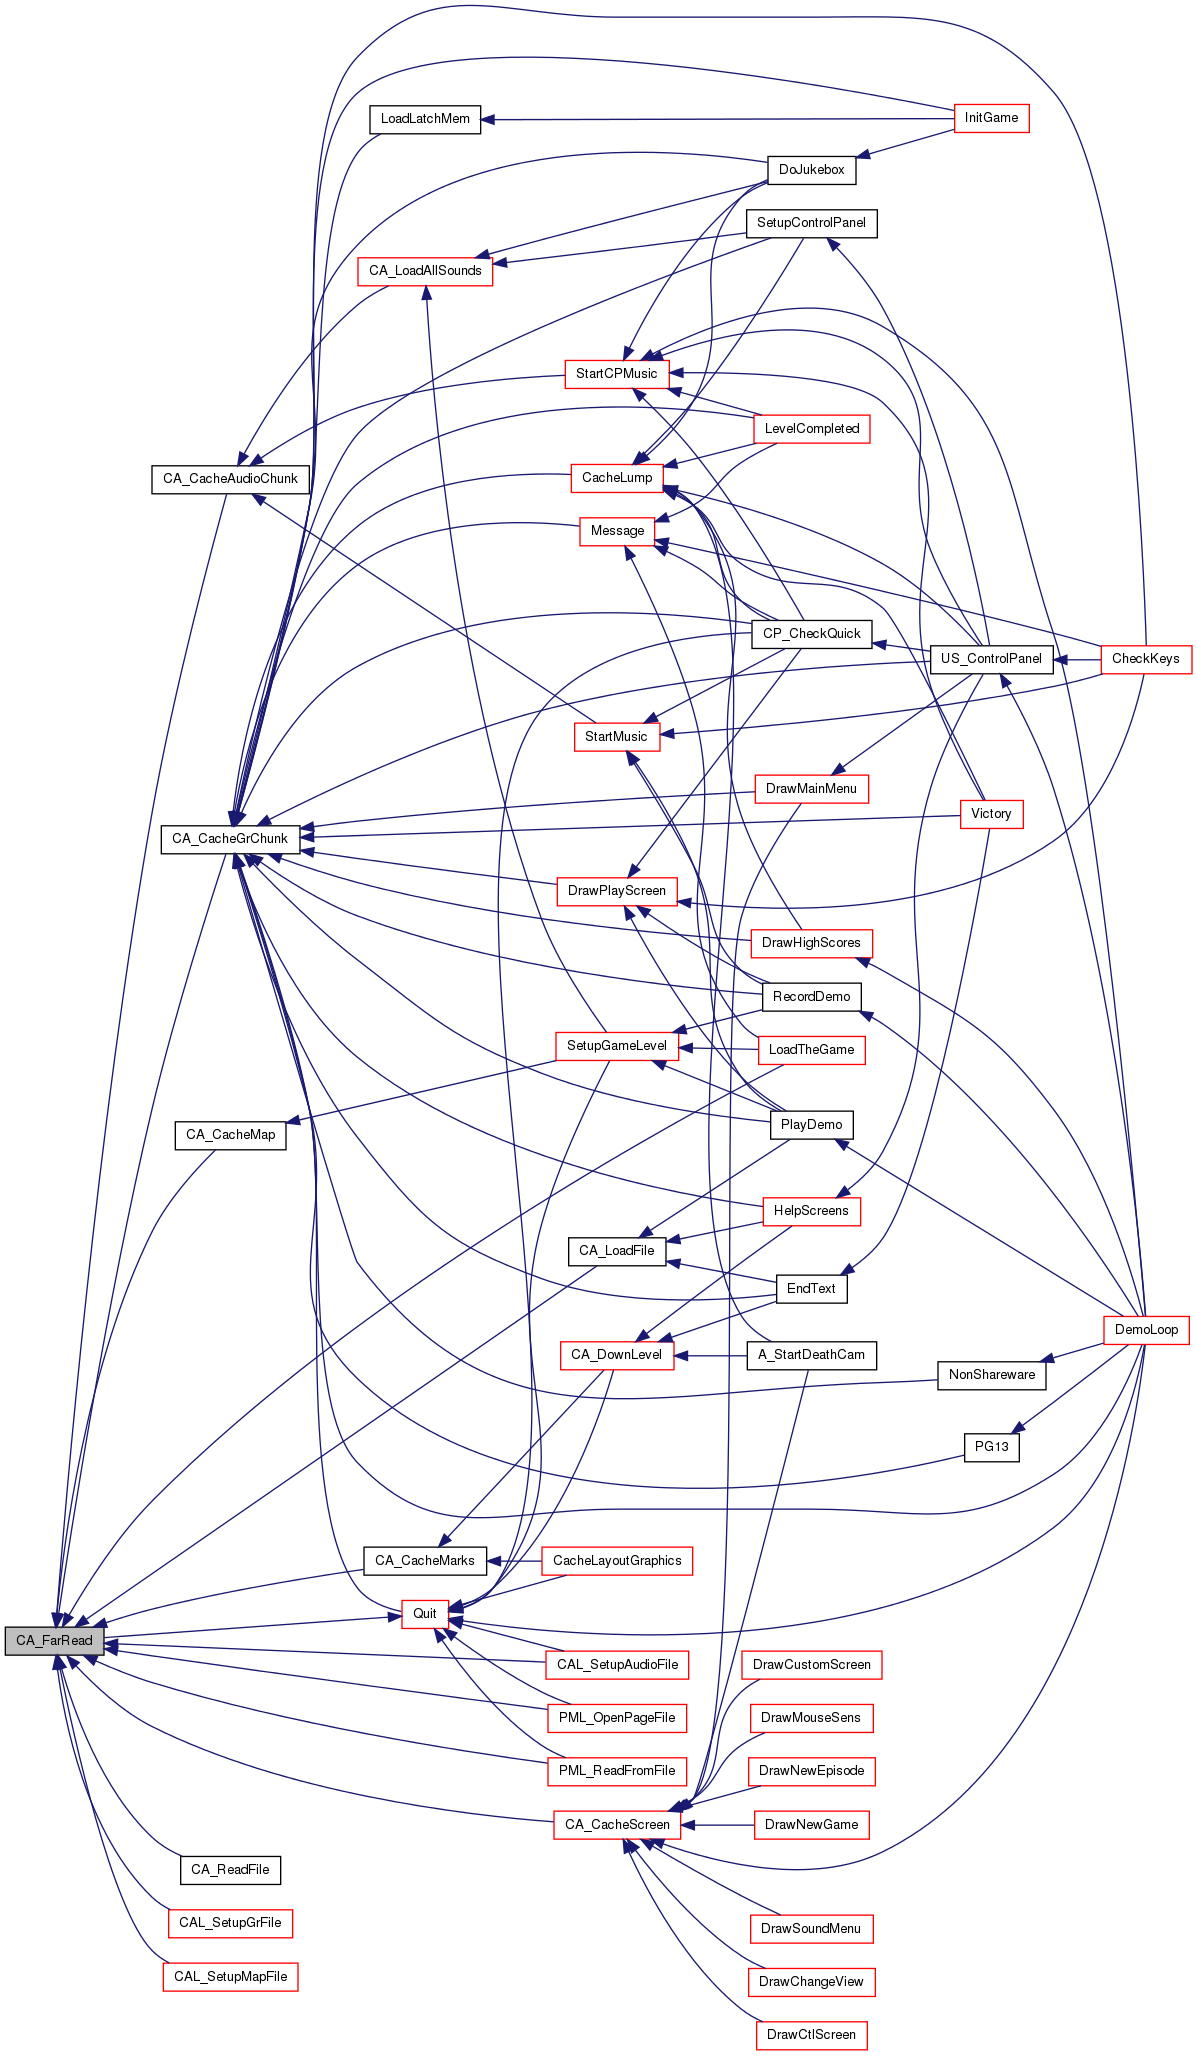 LoadLatchMem
InitGame
DoJukebox
SetupControlPanel
CA_LoadAllSounds
StartCPMusic
LevelCompleted
CA_CacheAudioChunk
CacheLump
Message
CP_CheckQuick
US_ControlPanel
CheckKeys
StartMusic
DrawMainMenu
Victory
CA_CacheGrChunk
DrawPlayScreen
DrawHighScores
RecordDemo
SetupGameLevel
LoadTheGame
PlayDemo
CA_CacheMap
HelpScreens
CA_LoadFile
EndText
DemoLoop
CA_DownLevel
A_StartDeathCam
NonShareware
PG13
CA_CacheMarks
CacheLayoutGraphics
Quit
CA_FarRead
CAL_SetupAudioFile
DrawCustomScreen
PML_OpenPageFile
DrawMouseSens
PML_ReadFromFile
DrawNewEpisode
CA_CacheScreen
DrawNewGame
CA_ReadFile
CAL_SetupGrFile
DrawSoundMenu
CAL_SetupMapFile
DrawChangeView
DrawCtlScreen